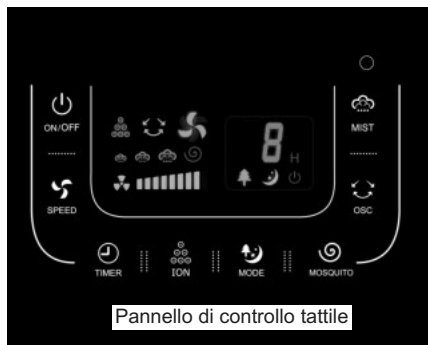 ON/OFF
8
H
MIST
SPEED
OSC
TIMER
ION
MODE
MOSQUITO
Pannello di controllo tattile